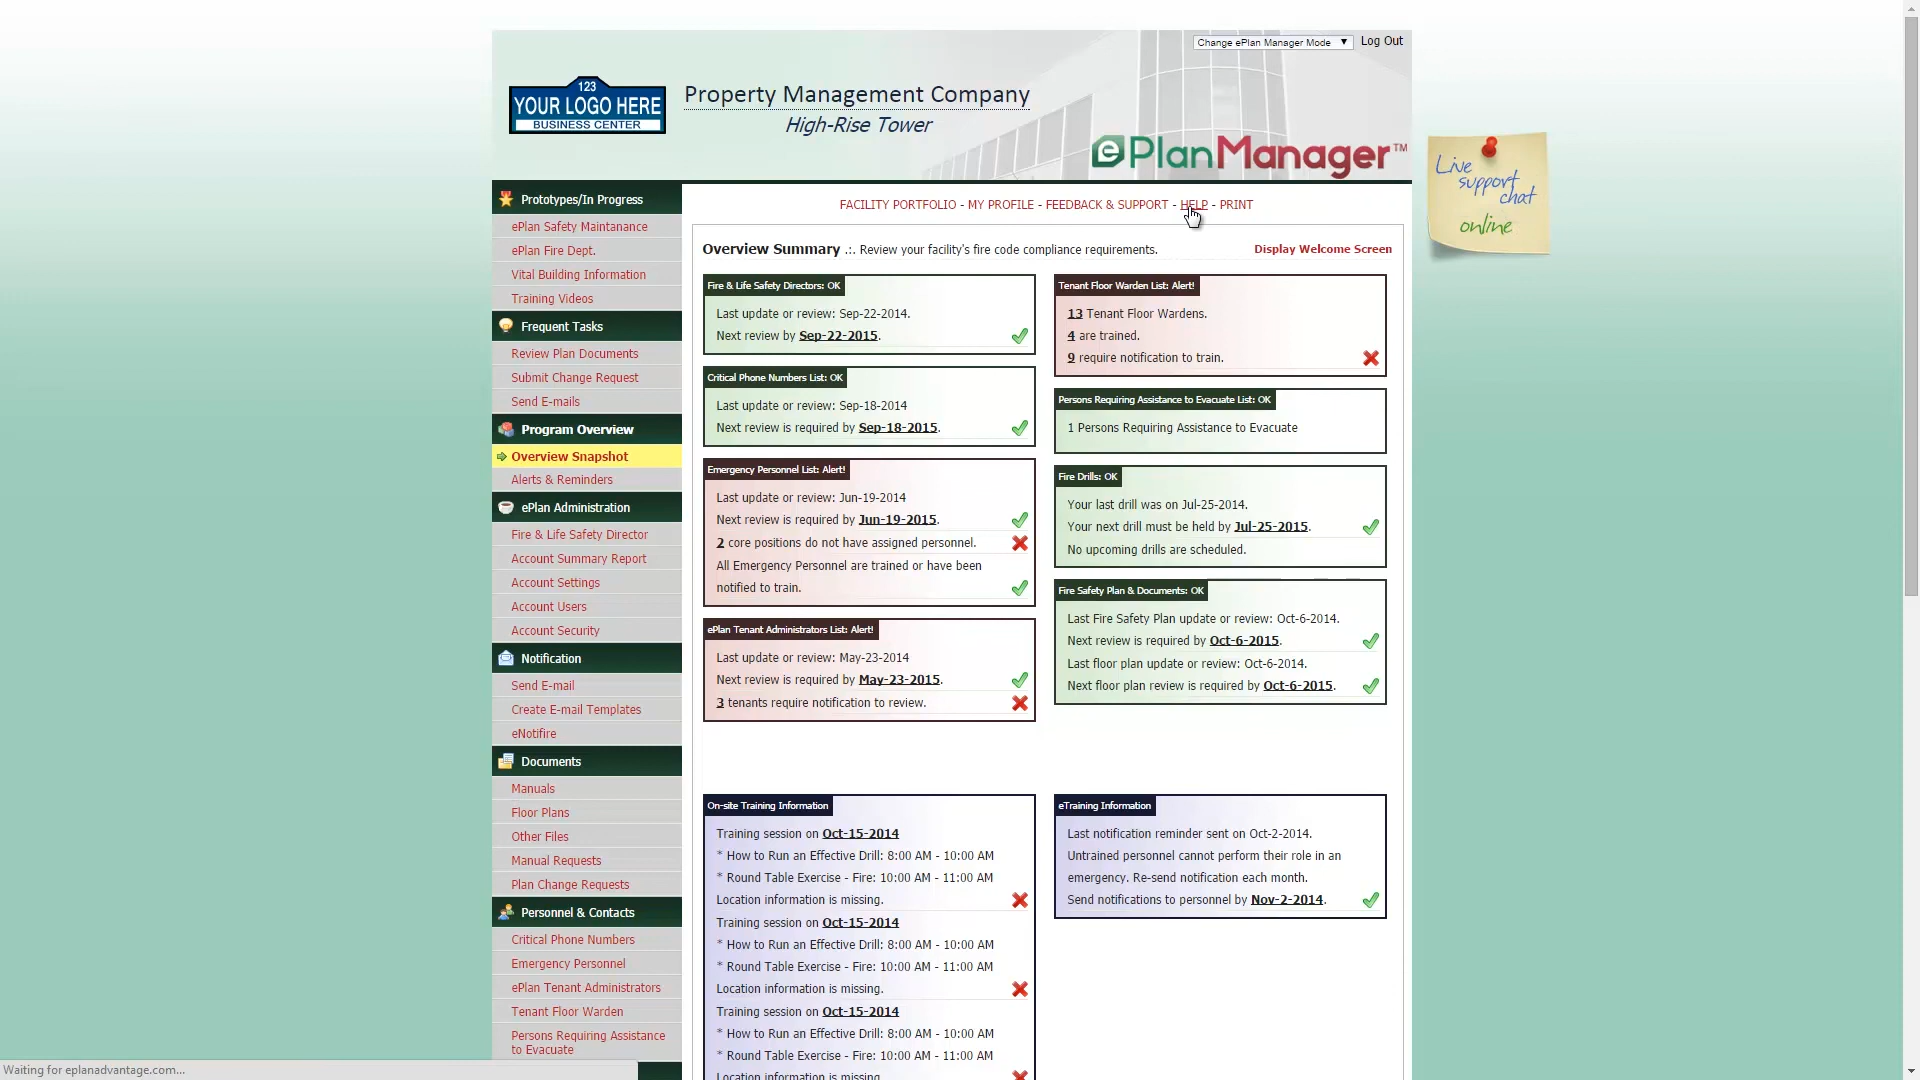 Change ePlan Manager Mode
Log Out
123
YOUR LOGO HERE
BUSINESS CENTER
Property Management Company
High-Rise Tower
ePlanManager™
Live
support
chat
online
Prototypes/In Progress
ePlan Safety Maintanance
ePlan Fire Dept.
Vital Building Information
Training Videos
Frequent Tasks
Review Plan Documents
Submit Change Request
Send E-mails
Program Overview
Overview Snapshot
Alerts & Reminders
ePlan Administration
Fire & Life Safety Director
Account Summary Report
Account Settings
Account Users
Account Security
Notification
Send E-mail
Create E-mail Templates
eNotifire
Documents
Manuals
Floor Plans
Other Files
Manual Requests
Plan Change Requests
Personnel & Contacts
Critical Phone Numbers
Emergency Personnel
ePlan Tenant Administrators
Tenant Floor Warden
Persons Requiring Assistance
to Evacuate
FACILITY PORTFOLIO - MY PROFILE - FEEDBACK & SUPPORT - HELP - PRINT
Overview Summary .:. Review your facility's fire code compliance requirements.
Display Welcome Screen
Fire & Life Safety Directors: OK
Last update or review: Sep-22-2014.
Next review by Sep-22-2015.
Critical Phone Numbers List: OK
Last update or review: Sep-18-2014
Next review is required by Sep-18-2015.
Emergency Personnel List: Alert!
Last update or review: Jun-19-2014
Next review is required by Jun-19-2015.
2 core positions do not have assigned personnel.
All Emergency Personnel are trained or have been
notified to train.
ePlan Tenant Administrators List: Alert!
Last update or review: May-23-2014
Next review is required by May-23-2015.
3 tenants require notification to review.
Tenant Floor Warden List: Alert!
13 Tenant Floor Wardens.
4 are trained.
9 require notification to train.
Persons Requiring Assistance to Evacuate List: OK
1 Persons Requiring Assistance to Evacuate
Fire Drills: OK
Your last drill was on Jul-25-2014.
Your next drill must be held by Jul-25-2015.
No upcoming drills are scheduled.
Fire Safety Plan & Documents: OK
Last Fire Safety Plan update or review: Oct-6-2014.
Next review is required by Oct-6-2015.
Last floor plan update or review: Oct-6-2014.
Next floor plan review is required by Oct-6-2015.
On-site Training Information
Training session on Oct-15-2014
* How to Run an Effective Drill: 8:00 AM - 10:00 AM
* Round Table Exercise - Fire: 10:00 AM - 11:00 AM
Location information is missing.
Training session on Oct-15-2014
* How to Run an Effective Drill: 8:00 AM - 10:00 AM
* Round Table Exercise - Fire: 10:00 AM - 11:00 AM
Location information is missing.
Training session on Oct-15-2014
* How to Run an Effective Drill: 8:00 AM - 10:00 AM
* Round Table Exercise - Fire: 10:00 AM - 11:00 AM
Location information is missing.
eTraining Information
Last notification reminder sent on Oct-2-2014.
Untrained personnel cannot perform their role in an
emergency. Re-send notification each month.
Send notifications to personnel by Nov-2-2014.
Waiting for eplanadvantage.com...